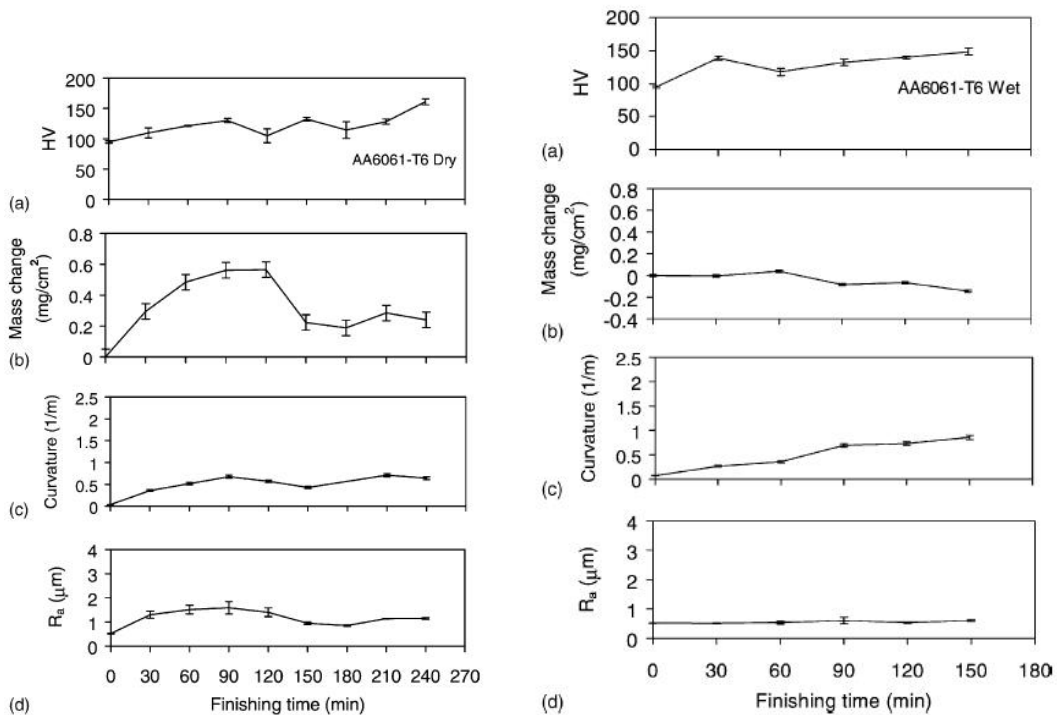 200
150
100
50
0
HV
AA6061-T6 Dry
(a)
0.8
0.6
0.4
0.2
0
Mass change
(mg/cm²)
(b)
2.5
2
1.5
1
0.5
0
Curvature (1/m)
(c)
4
3
2
1
0
Rₐ (μm)
0 30 60 90 120 150 180 210 240 270
(d)
Finishing time (min)
200
150
100
50
0
HV
AA6061-T6 Wet
(a)
0.8
0.6
0.4
0.2
0
-0.2
-0.4
Mass change
(mg/cm²)
(b)
2.5
2
1.5
1
0.5
0
Curvature (1/m)
(c)
4
3
2
1
0
Rₐ (μm)
0 30 60 90 120 150 180
(d)
Finishing time (min)